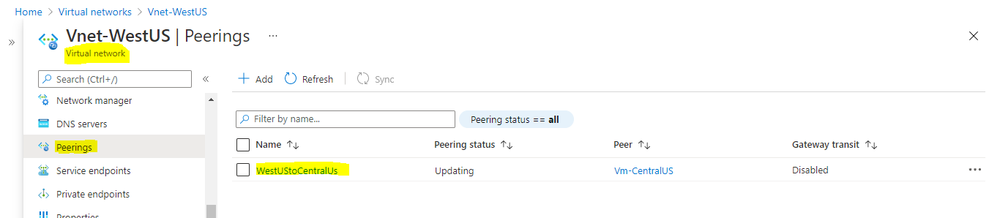 Home > Virtual networks > Vnet-WestUS
Vnet-WestUS | Peerings ...
Virtual network
Search (Ctrl+/)
Network manager
DNS servers
Peerings
Service endpoints
Private endpoints
Properties
Add Refresh Sync
Filter by name... Peering status == all
Name Peering status Peer Gateway transit
WestUStoCentralUs Updating Vm-CentralUS Disabled ...